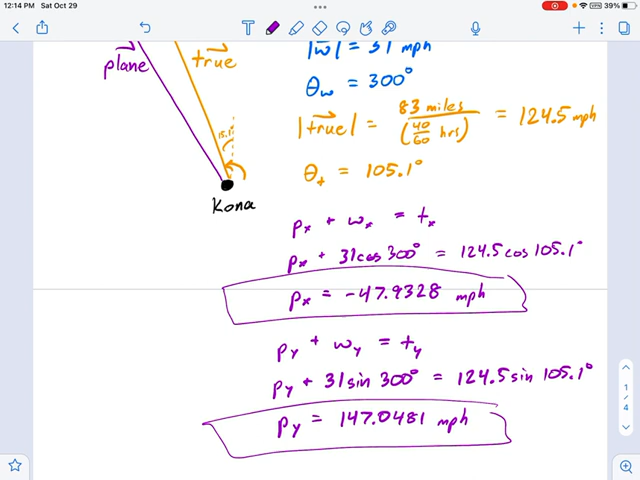 12:14 PM Sat Oct 29
39%
plane
true
|w| = 31 mph
θw = 300°
|true| = 83 miles / (40/60 hrs) = 124.5 mph
15.1°
θt = 105.1°
Kona
Px + Wx = tx
Px + 31cos 300° = 124.5 cos 105.1°
Px = -47.9328 mph
Py + Wy = ty
Py + 31sin 300° = 124.5 sin 105.1°
Py = 147.0481 mph
1
/
4